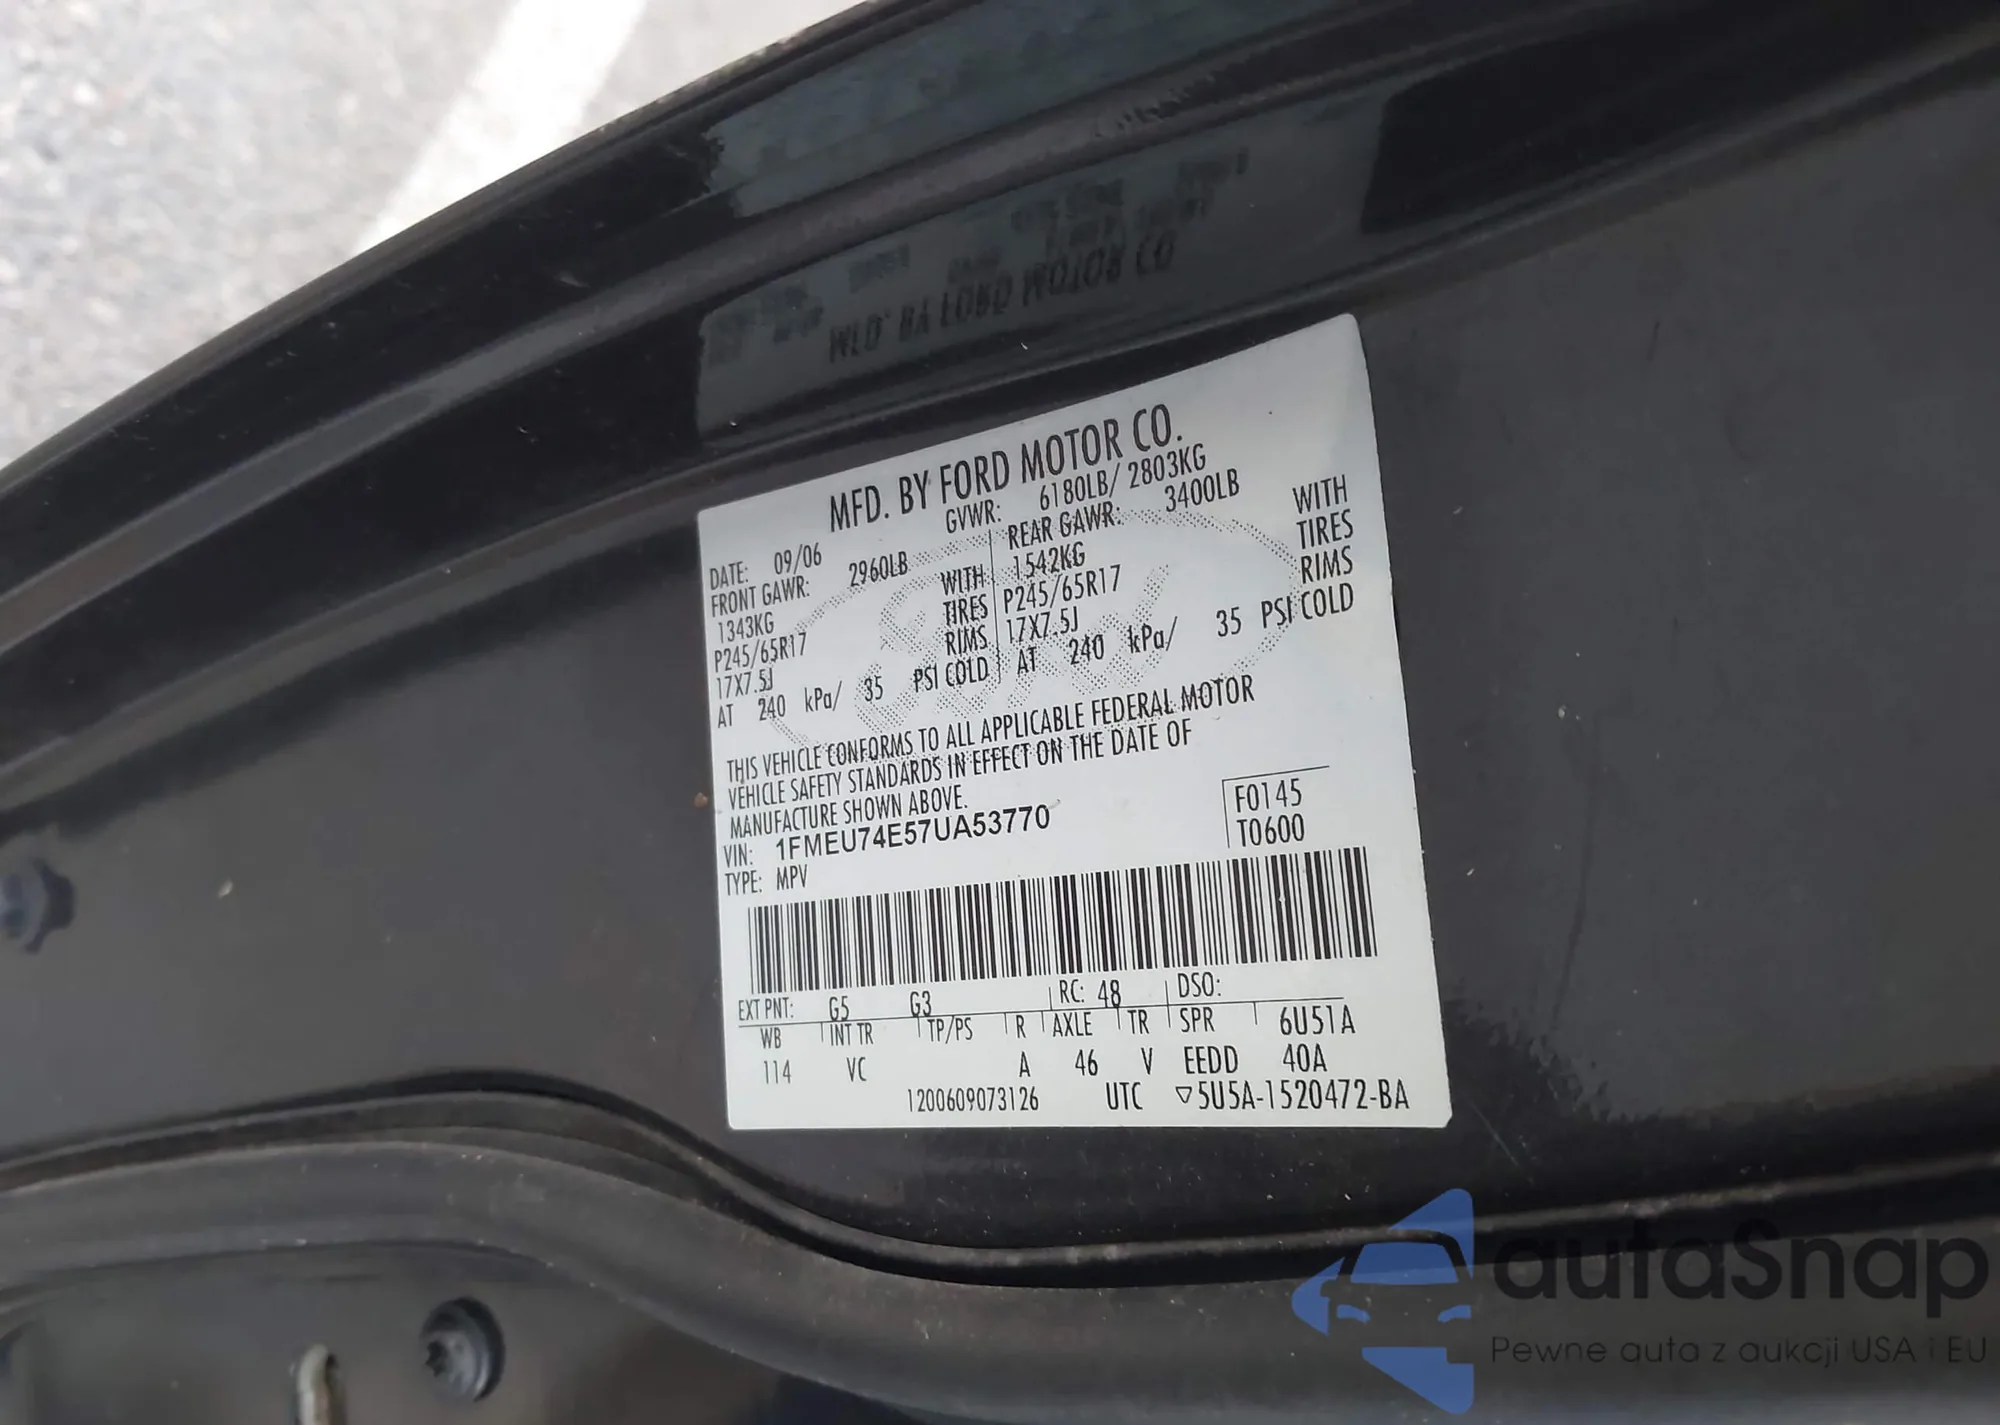 MFD. BY FORD MOTOR CO.
DATE: 09/06 GVWR: 6180LB/ 2803KG
FRONT GAWR: 2960LB REAR GAWR: 3400LB
1343KG WITH 1542KG WITH
P245/65R17 TIRES P245/65R17 TIRES
17X7.5J RIMS 17X7.5J RIMS
AT 240 kPa/ 35 PSI COLD AT 240 kPa/ 35 PSI COLD
THIS VEHICLE CONFORMS TO ALL APPLICABLE FEDERAL MOTOR
VEHICLE SAFETY STANDARDS IN EFFECT ON THE DATE OF
MANUFACTURE SHOWN ABOVE.
VIN: 1FMEU74E57UA53770 F0145
TYPE: MPV T0600
EXT PNT: G5 G3 RC: 48 DSO:
WB INT TR TP/PS R AXLE TR SPR 6U51A
114 VC A 46 V EEDD 40A
1200609073126 UTC ▽5U5A-1520472-BA
autaSnap
Pewne auta z aukcji USA i EU